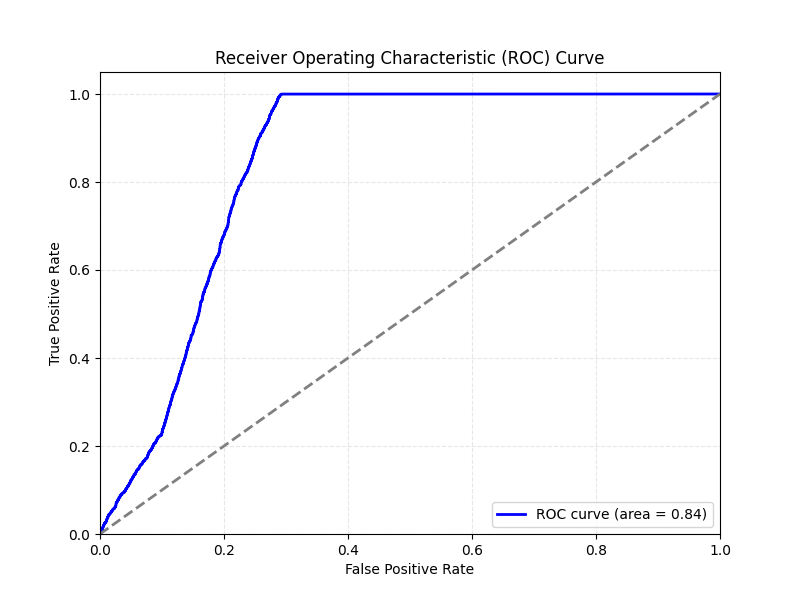 Receiver Operating Characteristic (ROC) Curve
1.0
0.8
0.6
0.4
0.2
0.0
True Positive Rate
ROC curve (area = 0.84)
0.0 0.2 0.4 0.6 0.8 1.0
False Positive Rate